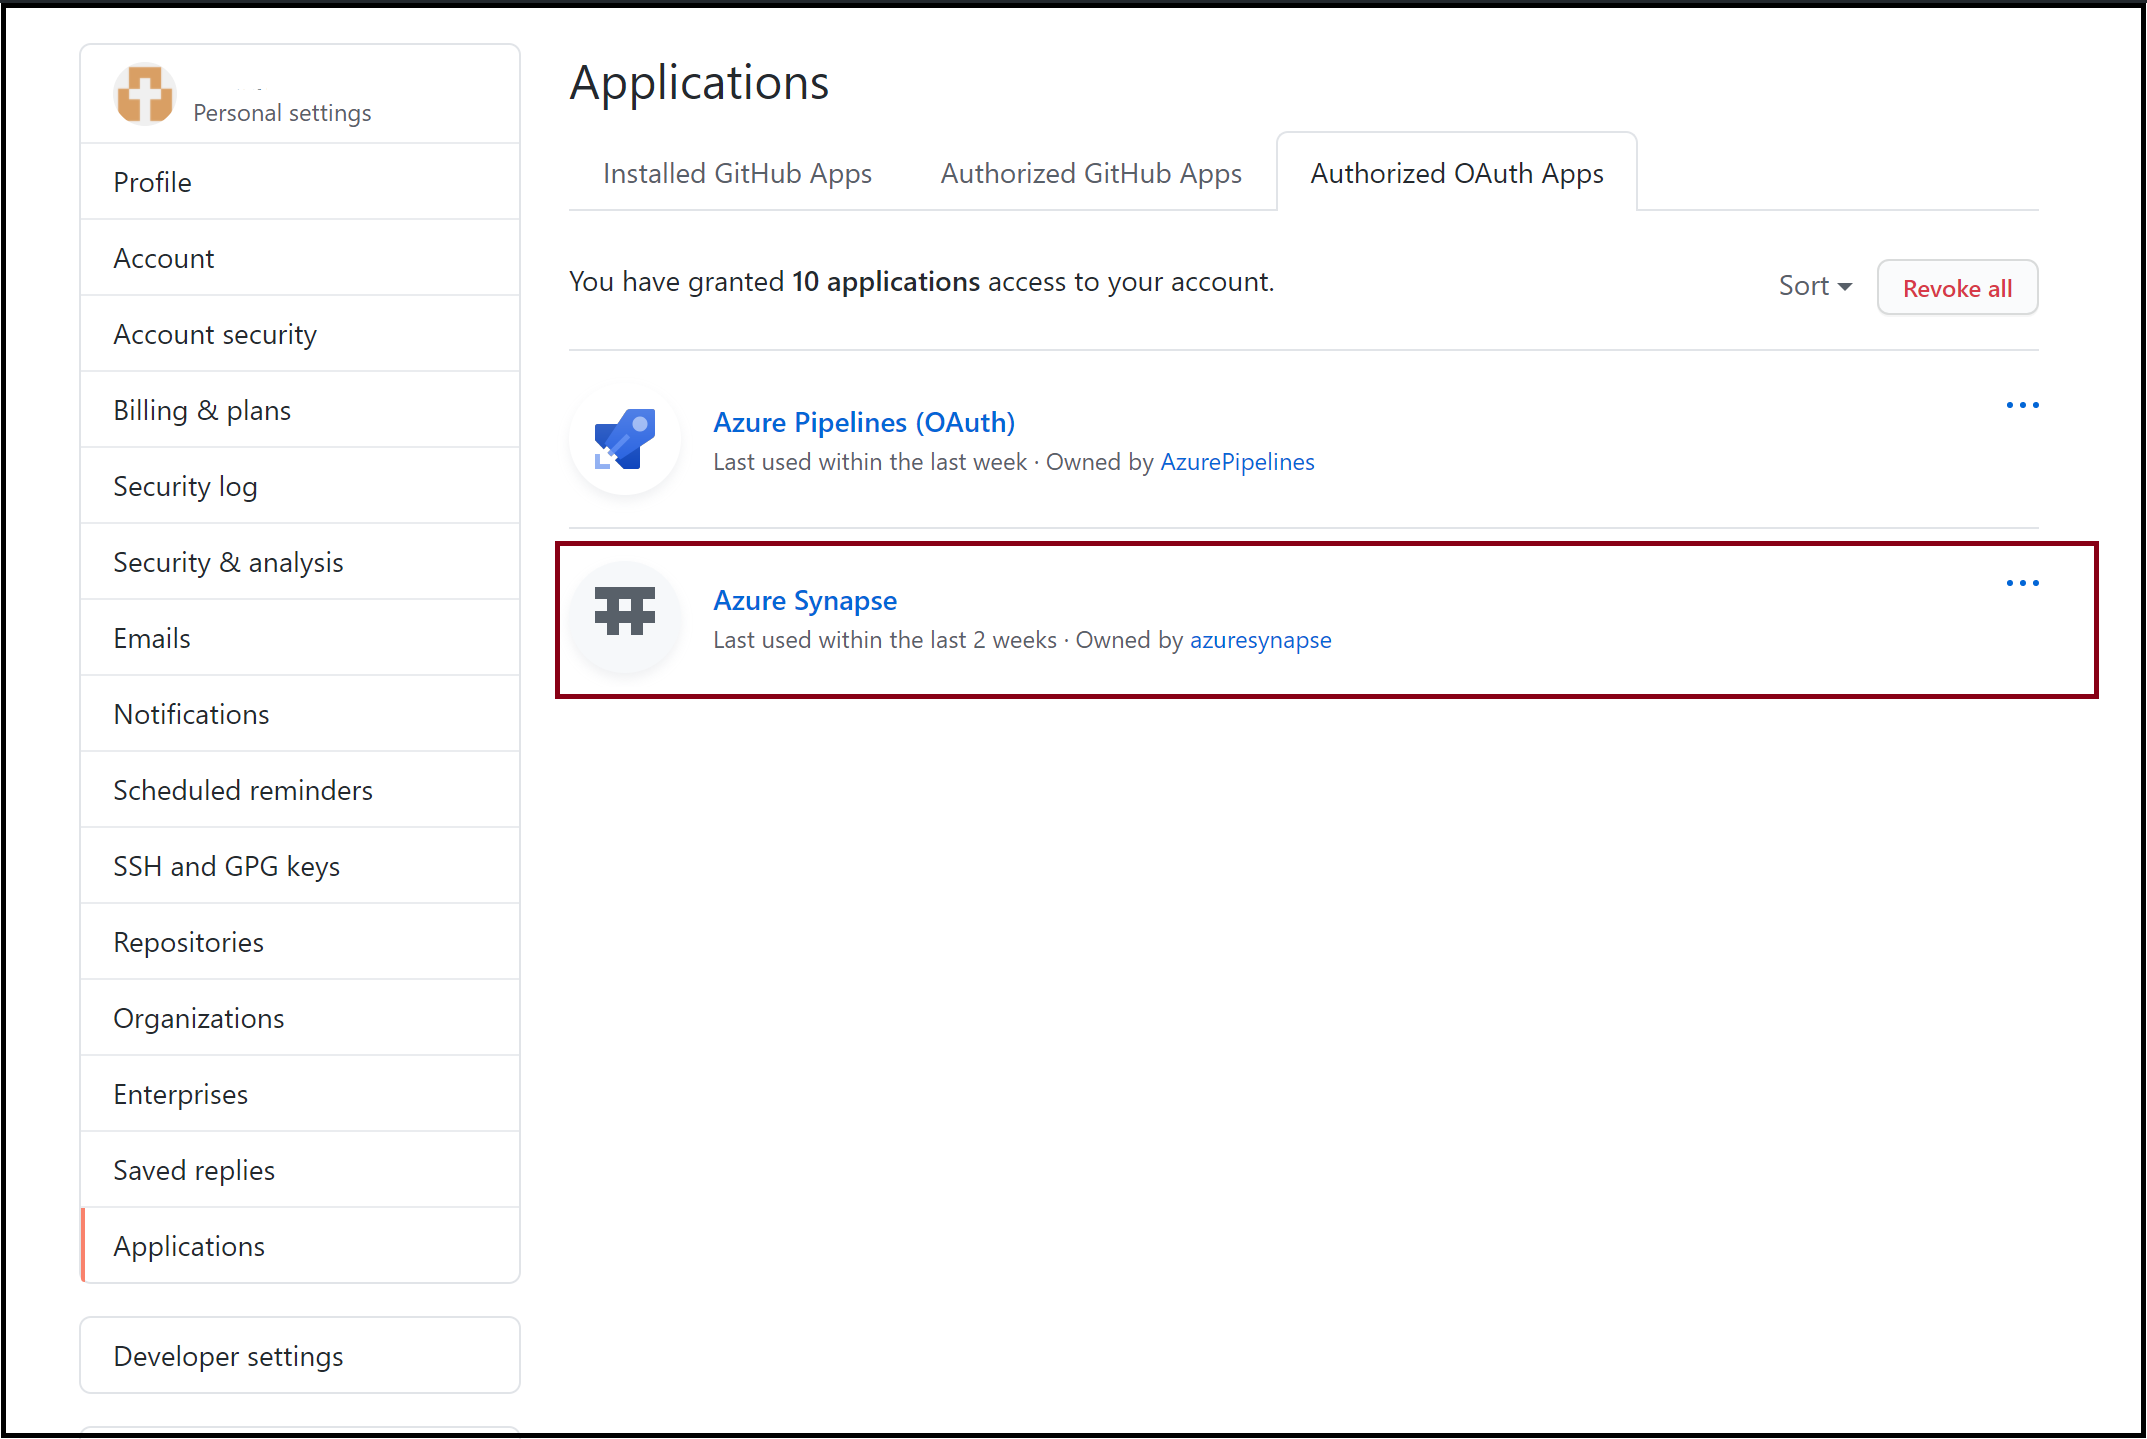 Personal settings
Profile
Account
Account security
Billing & plans
Security log
Security & analysis
Emails
Notifications
Scheduled reminders
SSH and GPG keys
Repositories
Organizations
Enterprises
Saved replies
Applications
Developer settings
Applications
Installed GitHub Apps
Authorized GitHub Apps
Authorized OAuth Apps
You have granted 10 applications access to your account.
Sort
Revoke all
Azure Pipelines (OAuth)
Last used within the last week · Owned by AzurePipelines
Azure Synapse
Last used within the last 2 weeks · Owned by azuresynapse